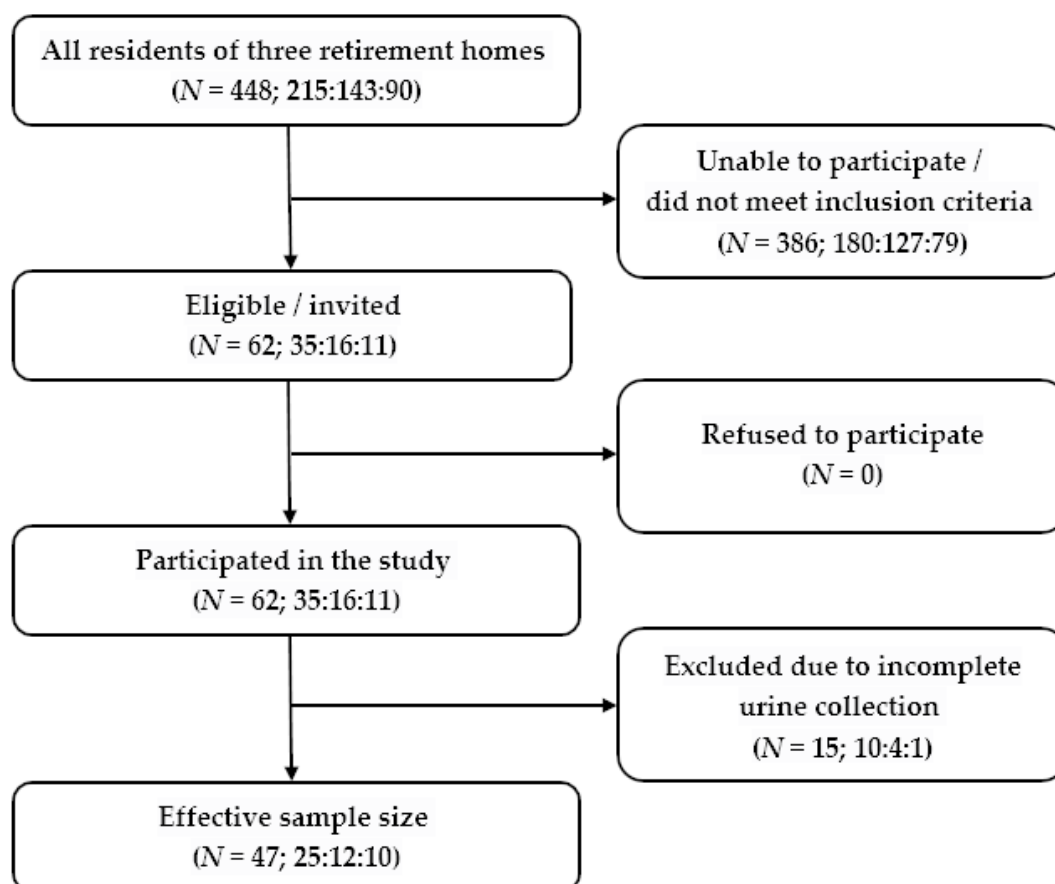 All residents of three retirement homes
(N = 448; 215:143:90)
Unable to participate /
did not meet inclusion criteria
(N = 386; 180:127:79)
Eligible / invited
(N = 62; 35:16:11)
Refused to participate
(N = 0)
Participated in the study
(N = 62; 35:16:11)
Excluded due to incomplete
urine collection
(N = 15; 10:4:1)
Effective sample size
(N = 47; 25:12:10)